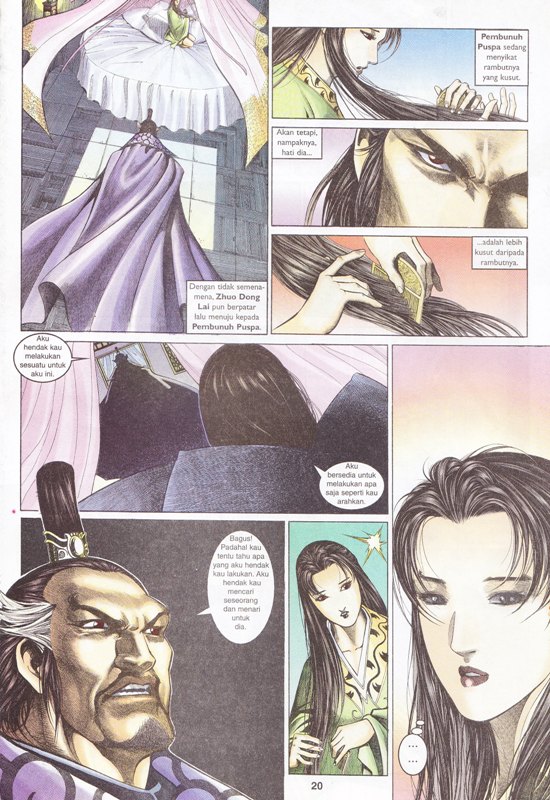 Dengan tidak semena-
mena, Zhuo Dong
Lai pun berpatar
lalu menuju kepada
Pembunuh Puspa.
Pembunuh
Puspa sedang
menyikat
rambutnya
yang kusut.
Akan tetapi,
nampaknya,
hati dia...
...adalah lebih
kusut daripada
rambutnya.
Aku
hendak kau
melakukan
sesuatu untuk
aku ini.
Aku
bersedia untuk
melakukan apa
saja seperti kau
arahkan.
Bagus!
Padahal kau
tentu tahu apa
yang aku hendak
kau lakukan. Aku
hendak kau
mencari
seseorang
dan menari
untuk
dia.
...
...
20